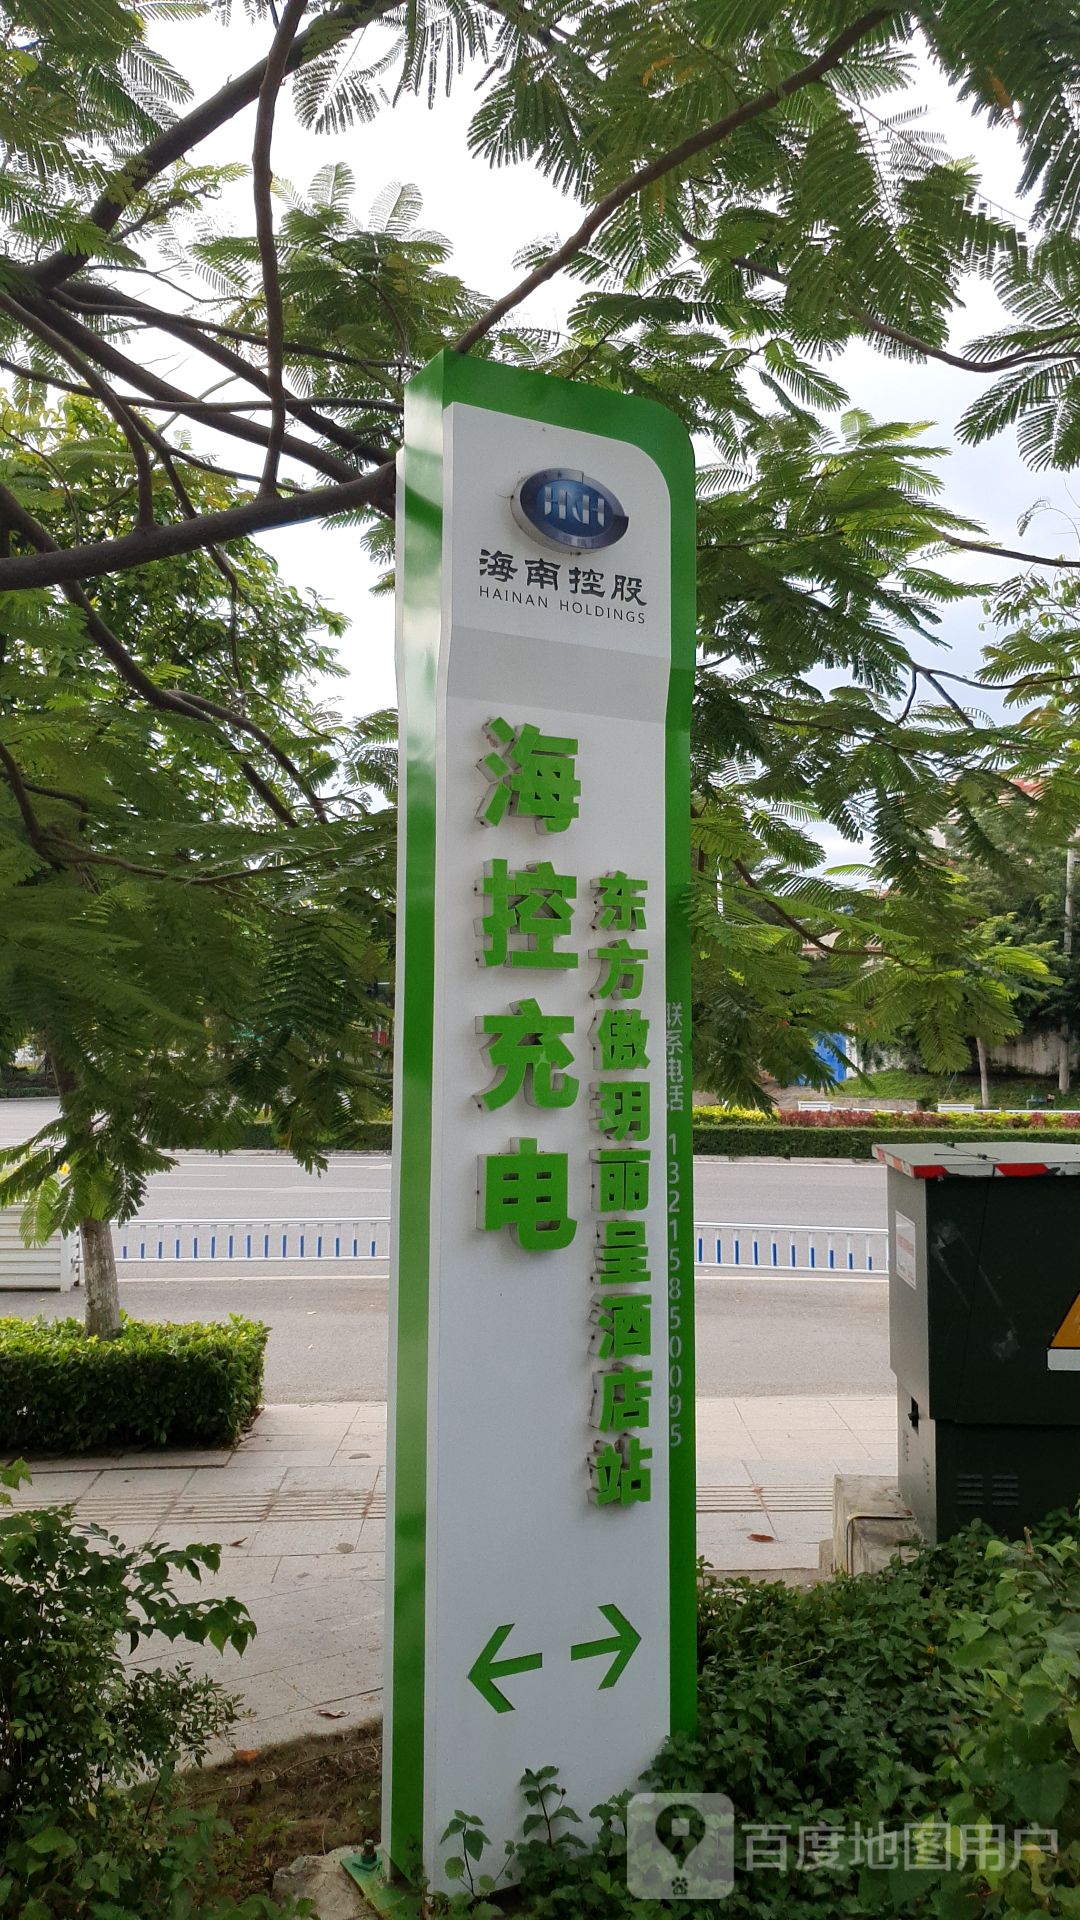 HNH
海南控股
HAINAN HOLDINGS
海控充电
东方傲玥丽呈酒店站
联系电话 13215850095
百度地图用户